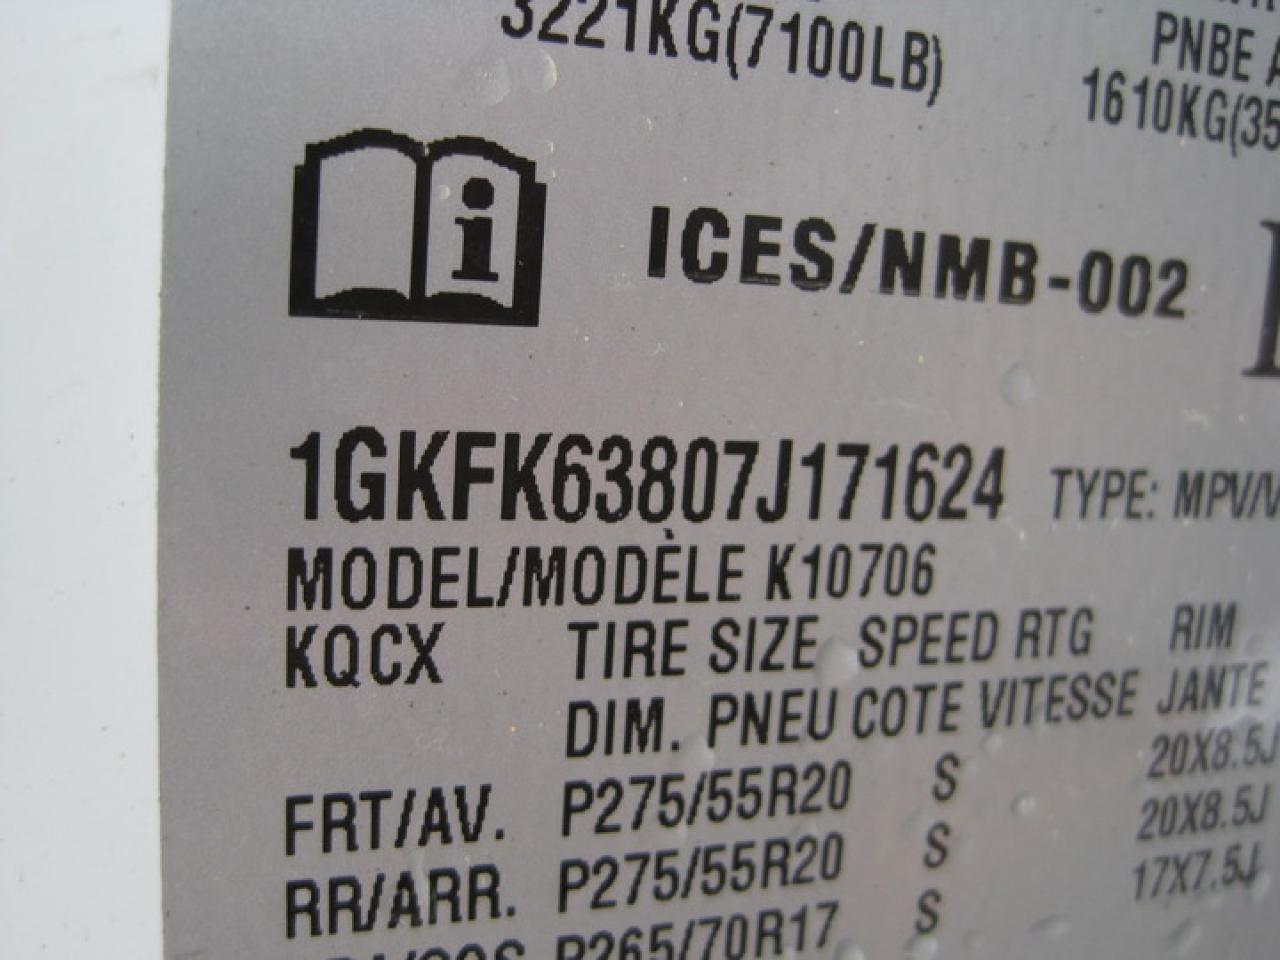 3221KG(7100LB)
PNBE
1610KG(35
i
ICES/NMB-002
1GKFK63807J171624 TYPE: MPV/V
MODEL/MODÈLE K10706
KQCX TIRE SIZE SPEED RTG RIM
DIM. PNEU COTE VITESSE JANTE
20X8.5J
FRT/AV. P275/55R20 S 20X8.5J
RR/ARR. P275/55R20 S 17X7.5J
P265/70R17 S